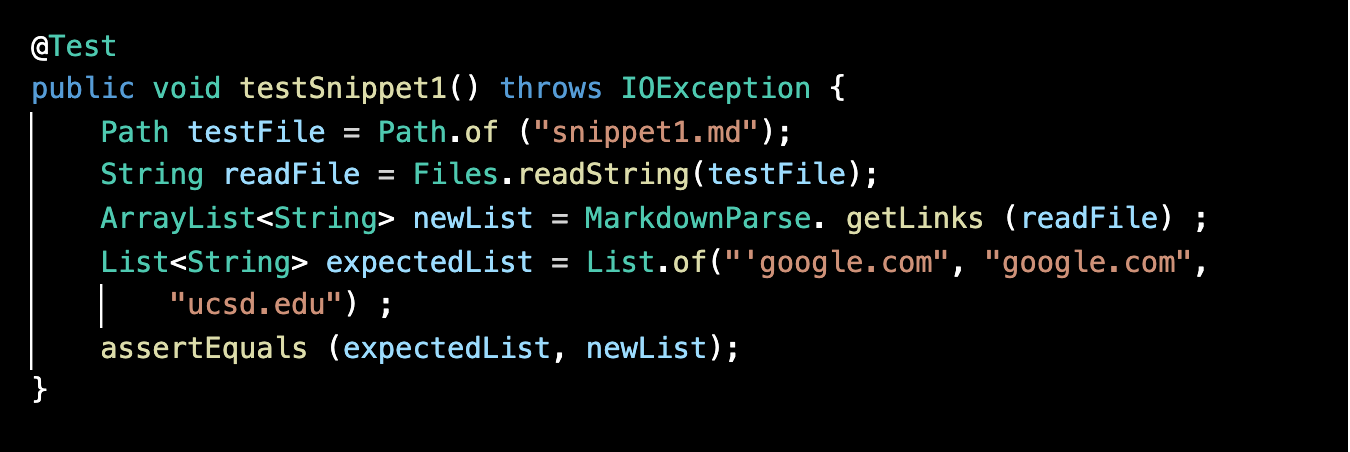 @Test
public void testSnippet1() throws IOException {
Path testFile = Path.of ("snippet1.md");
String readFile = Files.readString(testFile);
ArrayList<String> newList = MarkdownParse. getLinks (readFile) ;
List<String> expectedList = List.of("'google.com", "google.com",
"ucsd.edu") ;
assertEquals (expectedList, newList);
}